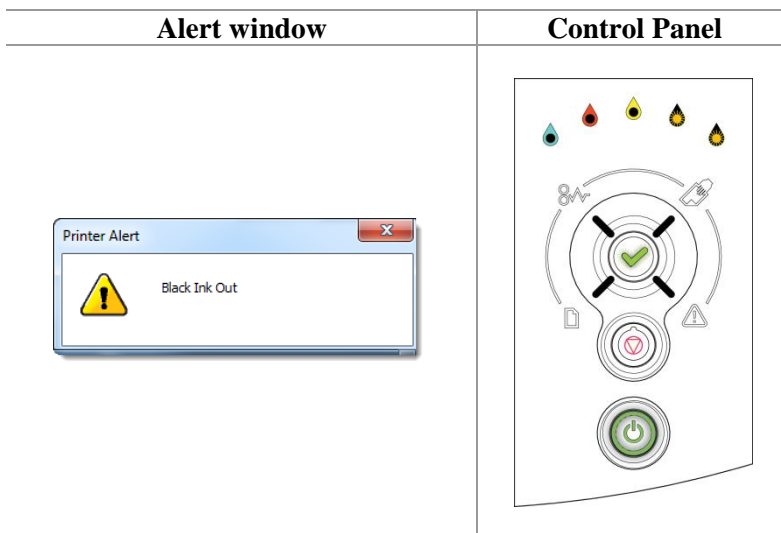 Alert window
Control Panel
Printer Alert
Black Ink Out